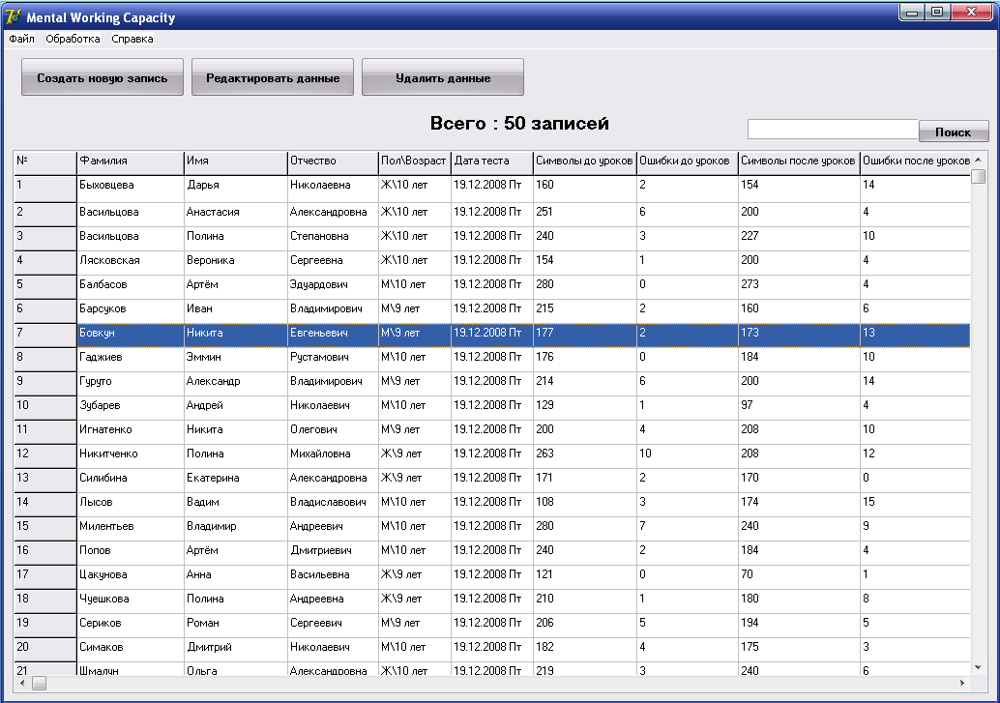 Mental Working Capacity
Файл Обработка Справка
Создать новую запись Редактировать данные Удалить данные
Всего : 50 записей
Поиск
№ Фамилия Имя Отчество Пол\Возраст Дата теста Символы до уроков Ошибки до уроков Символы после уроков Ошибки после уроков
1 Быховцева Дарья Николаевна Ж\10 лет 19.12.2008 Пт 160 2 154 14
2 Васильцова Анастасия Александровна Ж\10 лет 19.12.2008 Пт 251 6 200 4
3 Васильцова Полина Степановна Ж\10 лет 19.12.2008 Пт 240 3 227 10
4 Лясковская Вероника Сергеевна Ж\10 лет 19.12.2008 Пт 154 1 200 4
5 Балбасов Артём Эдуардович М\10 лет 19.12.2008 Пт 280 0 273 4
6 Барсуков Иван Владимирович М\9 лет 19.12.2008 Пт 215 2 160 6
7 Бовкун Никита Евгеньевич М\9 лет 19.12.2008 Пт 177 2 173 13
8 Гаджиев Эммин Рустамович М\10 лет 19.12.2008 Пт 176 0 184 10
9 Гуруто Александр Владимирович М\9 лет 19.12.2008 Пт 214 6 200 14
10 Зубарев Андрей Николаевич М\10 лет 19.12.2008 Пт 129 1 97 4
11 Игнатенко Никита Олегович М\9 лет 19.12.2008 Пт 200 4 208 10
12 Никитченко Полина Михайловна Ж\9 лет 19.12.2008 Пт 263 10 208 12
13 Силибина Екатерина Александровна Ж\9 лет 19.12.2008 Пт 171 2 170 0
14 Лысов Вадим Владиславович М\10 лет 19.12.2008 Пт 108 3 174 15
15 Милентьев Владимир Андреевич М\10 лет 19.12.2008 Пт 280 7 240 9
16 Попов Артём Дмитриевич М\10 лет 19.12.2008 Пт 240 2 184 4
17 Цакунова Анна Васильевна Ж\9 лет 19.12.2008 Пт 121 0 70 1
18 Чуешкова Полина Андреевна Ж\9 лет 19.12.2008 Пт 210 1 180 8
19 Сериков Роман Сергеевич М\9 лет 19.12.2008 Пт 206 5 194 5
20 Симаков Дмитрий Николаевич М\10 лет 19.12.2008 Пт 182 4 175 3
21 Шмалун Ольга Александровна Ж\10 лет 19.12.2008 Пт 219 3 240 6